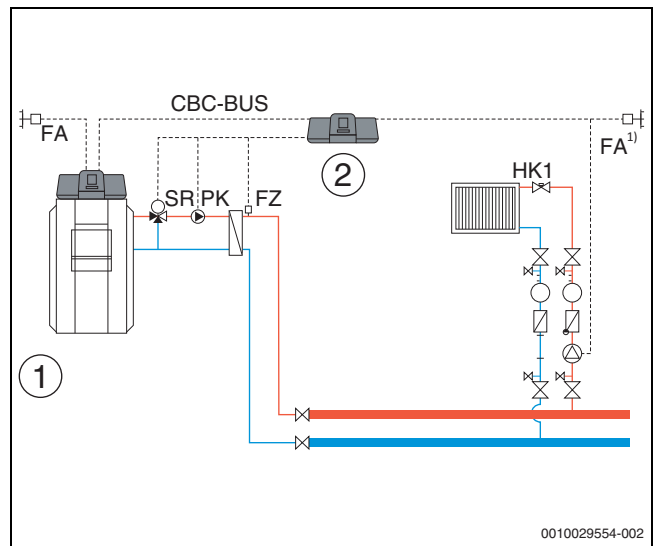 CBC-BUS
FA
FA1)
2
SR PK FZ
HK1
1
0010029554-002